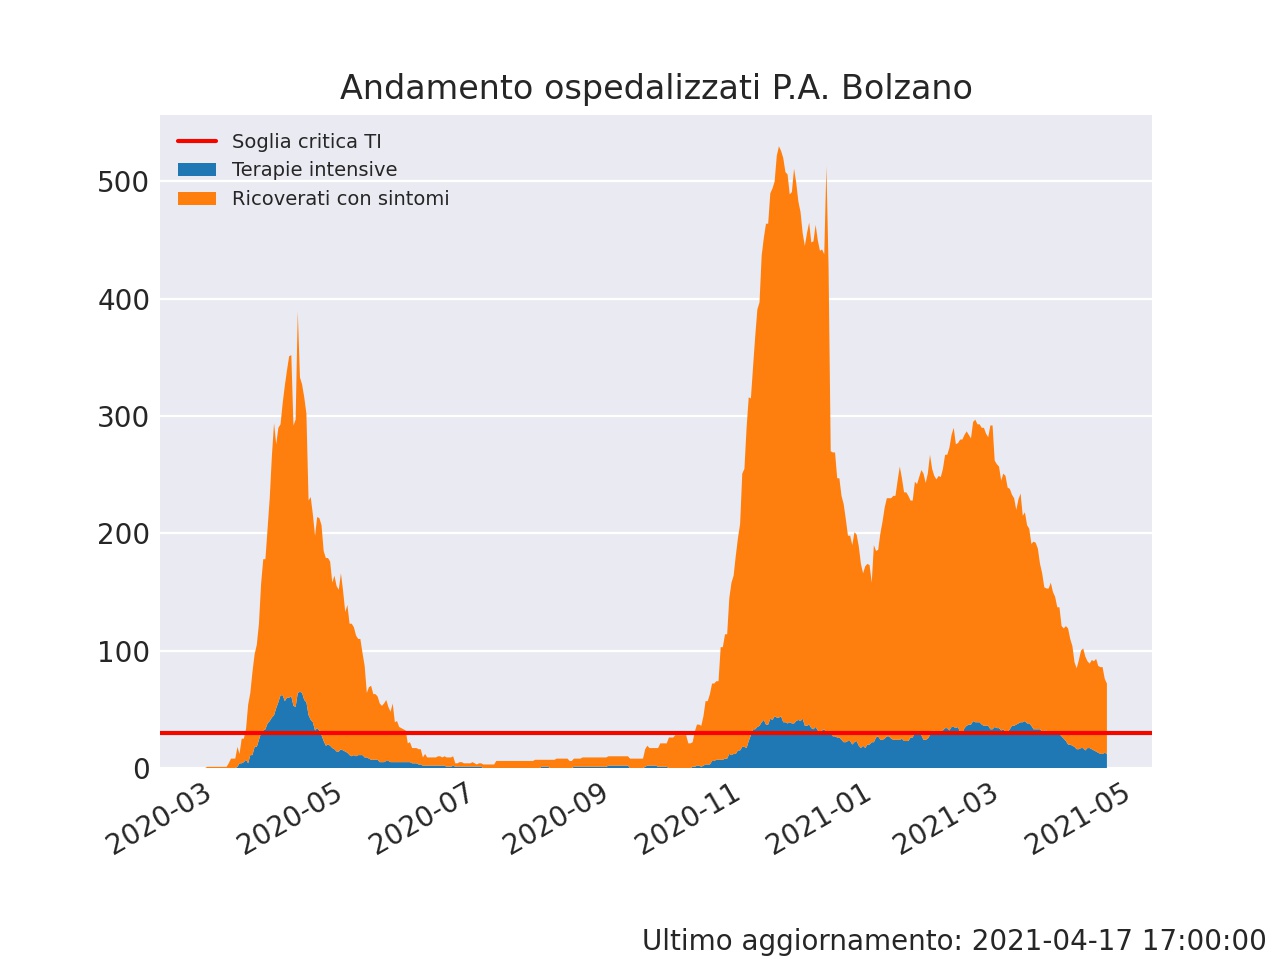 Andamento ospedalizzati P.A. Bolzano
Soglia critica TI
Terapie intensive
Ricoverati con sintomi
500
400
300
200
100
0
2020-03
2020-05
2020-07
2020-09
2020-11
2021-01
2021-03
2021-05
Ultimo aggiornamento: 2021-04-17 17:00:00